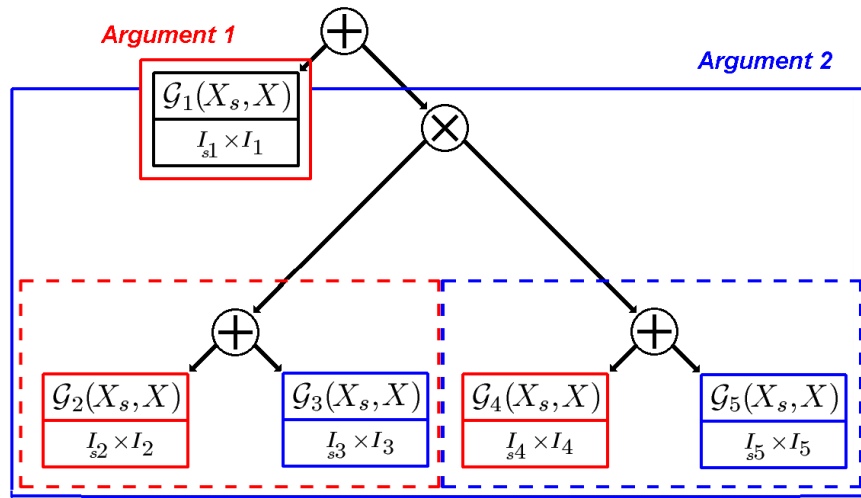 Argument 1
+
Argument 2
𝒢₁(Xₛ, X)
Iₛ₁ × I₁
×
+
+
𝒢₂(Xₛ, X)
Iₛ₂ × I₂
𝒢₃(Xₛ, X)
Iₛ₃ × I₃
𝒢₄(Xₛ, X)
Iₛ₄ × I₄
𝒢₅(Xₛ, X)
Iₛ₅ × I₅